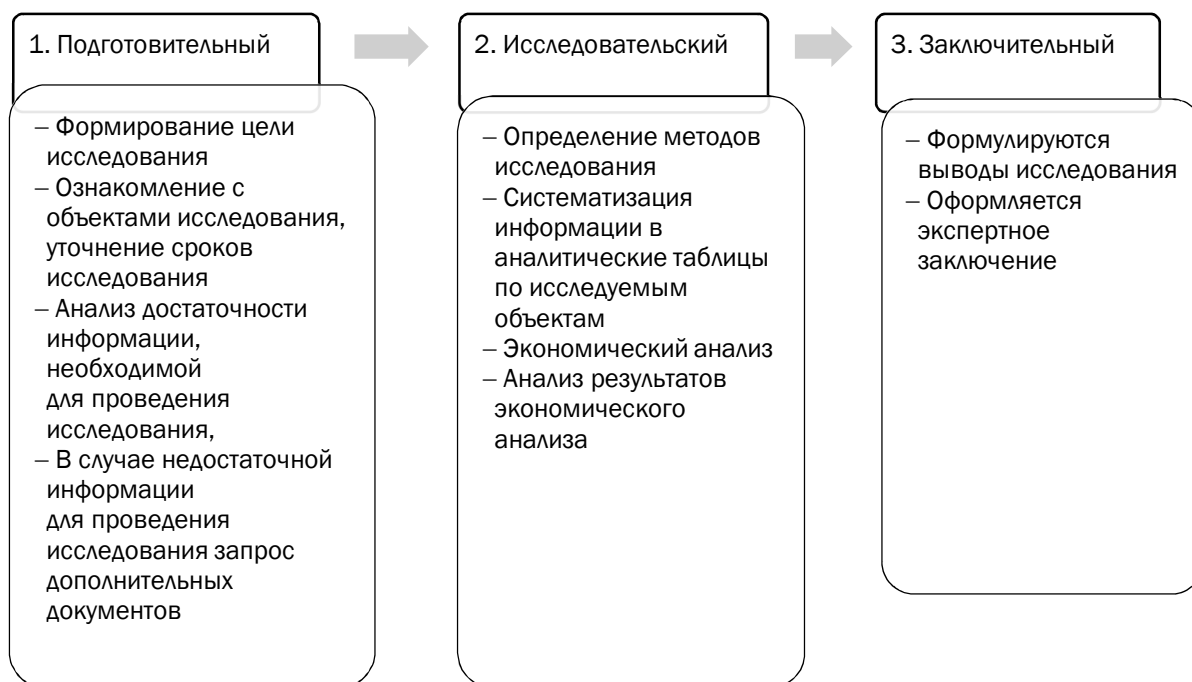 1. Подготовительный
– Формирование цели
исследования
– Ознакомление с
объектами исследования,
уточнение сроков
исследования
– Анализ достаточности
информации,
необходимой
для проведения
исследования,
– В случае недостаточной
информации
для проведения
исследования запрос
дополнительных
документов
2. Исследовательский
– Определение методов
исследования
– Систематизация
информации в
аналитические таблицы
по исследуемым
объектам
– Экономический анализ
– Анализ результатов
экономического
анализа
3. Заключительный
– Формулируются
выводы исследования
– Оформляется
экспертное
заключение